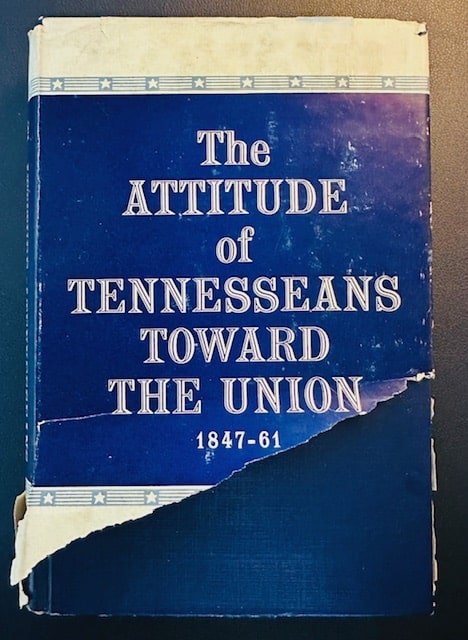 The
ATTITUDE
of
TENNESSEANS
TOWARD
THE UNION
1847-61